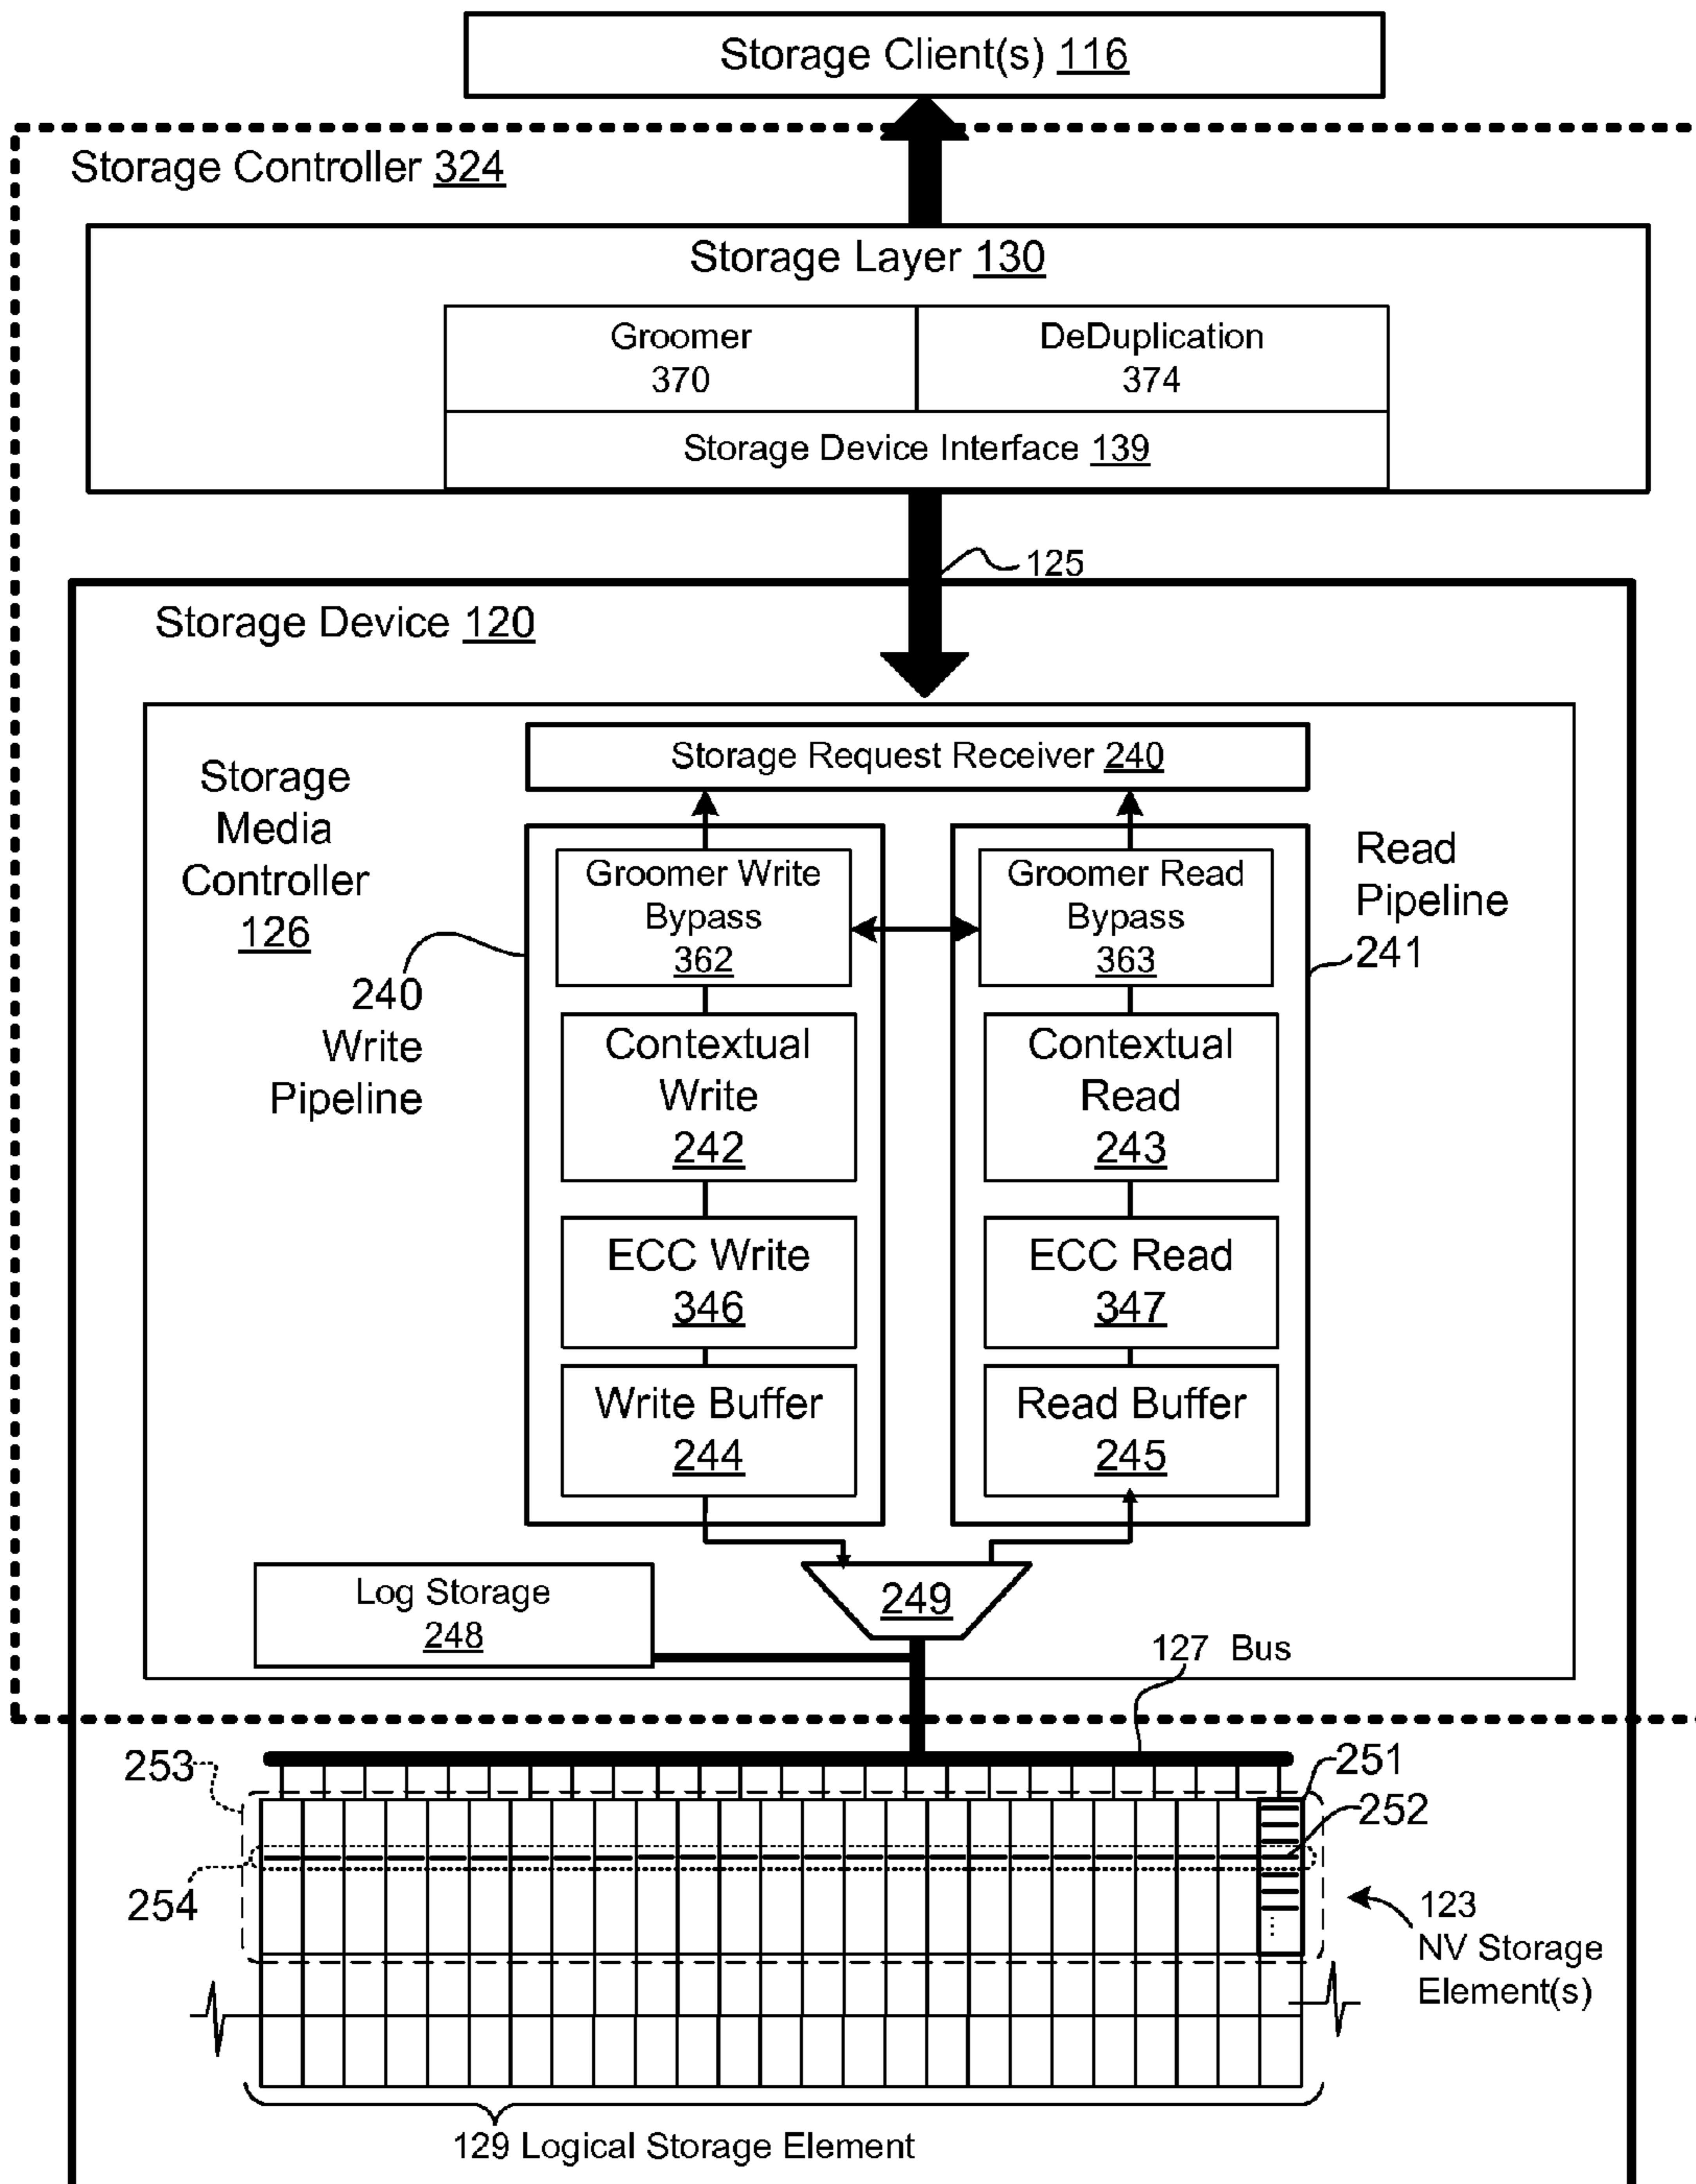 Storage Client(s) 116
Storage Controller 324
Storage Layer 130
Groomer
370
DeDuplication
374
Storage Device Interface 139
125
Storage Device 120
Storage Request Receiver 240
Storage
Media
Controller
126
Groomer Write
Bypass
362
Groomer Read
Bypass
363
Read
Pipeline
241
240
Write
Pipeline
Contextual
Write
242
Contextual
Read
243
ECC Write
346
ECC Read
347
Write Buffer
244
Read Buffer
245
Log Storage
248
249
127 Bus
253
251
252
254
123
NV Storage
Element(s)
129 Logical Storage Element